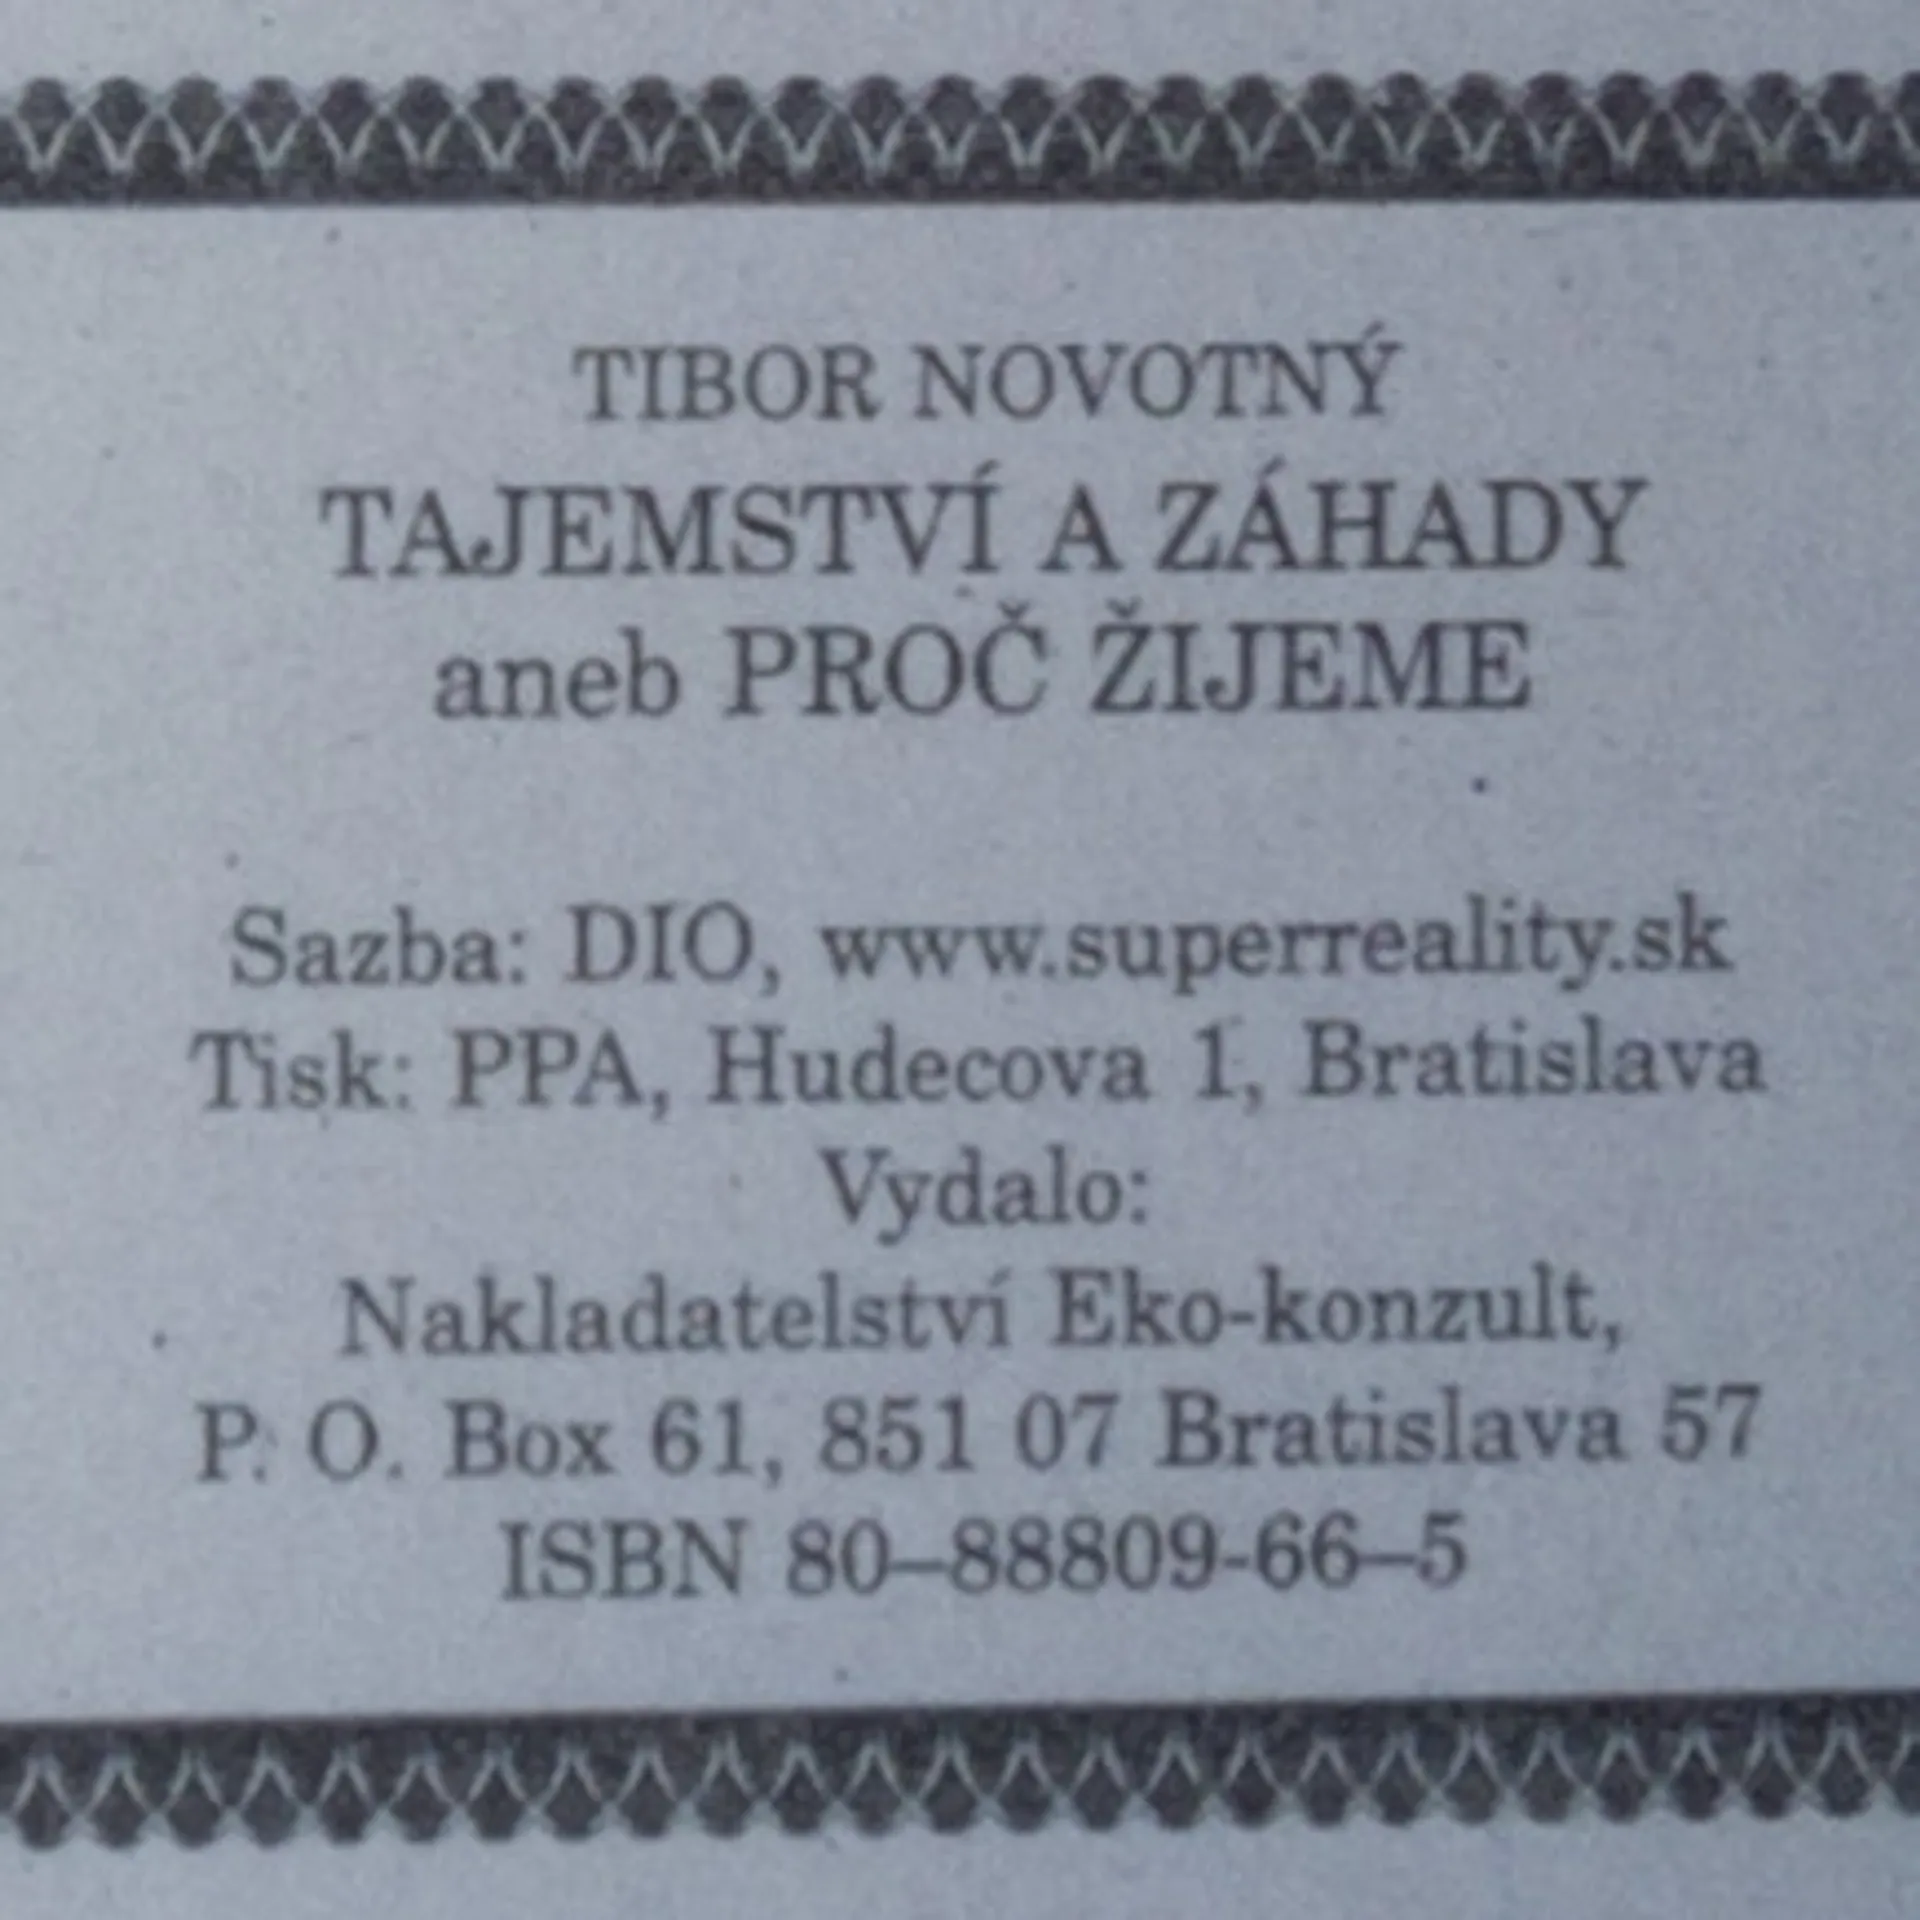 TIBOR NOVOTNÝ
TAJEMSTVÍ A ZÁHADY
aneb PROČ ŽIJEME
Sazba: DIO, www.superreality.sk
Tisk: PPA, Hudecova 1, Bratislava
Vydalo:
Nakladatelství Eko-konzult,
P. O. Box 61, 851 07 Bratislava 57
ISBN 80–88809-66–5